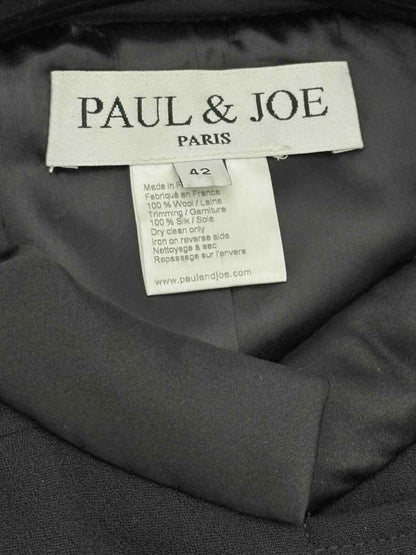 PAUL & JOE
PARIS
42
Made in
Fabriqué en France
100 % Wool / Laine
Trimming / Garniture
100 % Silk / Soie
Dry clean only
Iron on reverse side
Nettoyage à sec
Repassage sur l'envers
www.paulandjoe.com